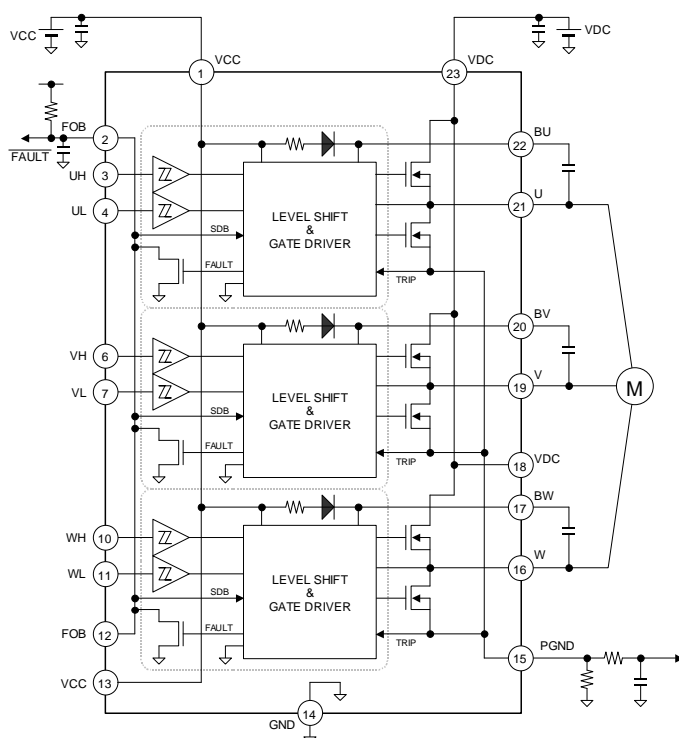 VCC
VDC
VCC
1
23
VDC
FOB
2
FAULT
UH
3
UL
4
SDB
FAULT
LEVEL SHIFT
&
GATE DRIVER
TRIP
22
BU
21
U
VH
6
VL
7
SDB
FAULT
LEVEL SHIFT
&
GATE DRIVER
TRIP
20
BV
19
V
M
18
VDC
WH
10
WL
11
SDB
FAULT
LEVEL SHIFT
&
GATE DRIVER
TRIP
17
BW
16
W
FOB
12
VCC
13
GND
14
15
PGND